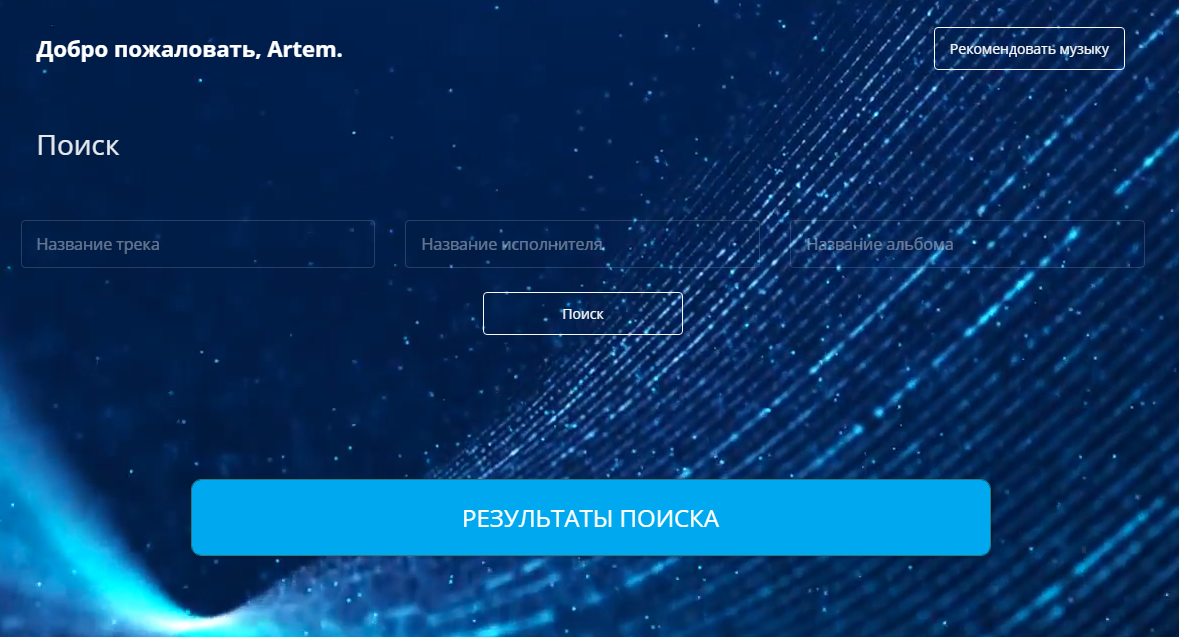 Добро пожаловать, Artem.
Рекомендовать музыку
Поиск
Название трека
Название исполнителя
Название альбома
Поиск
РЕЗУЛЬТАТЫ ПОИСКА